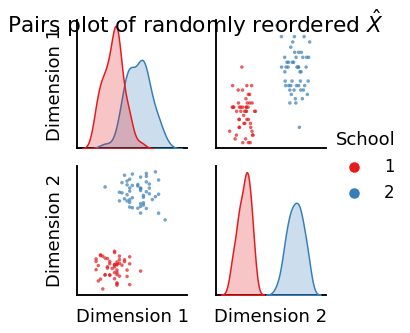 Pairs plot of randomly reordered X̂
Dimension 1
School
1
2
Dimension 2
Dimension 1
Dimension 2